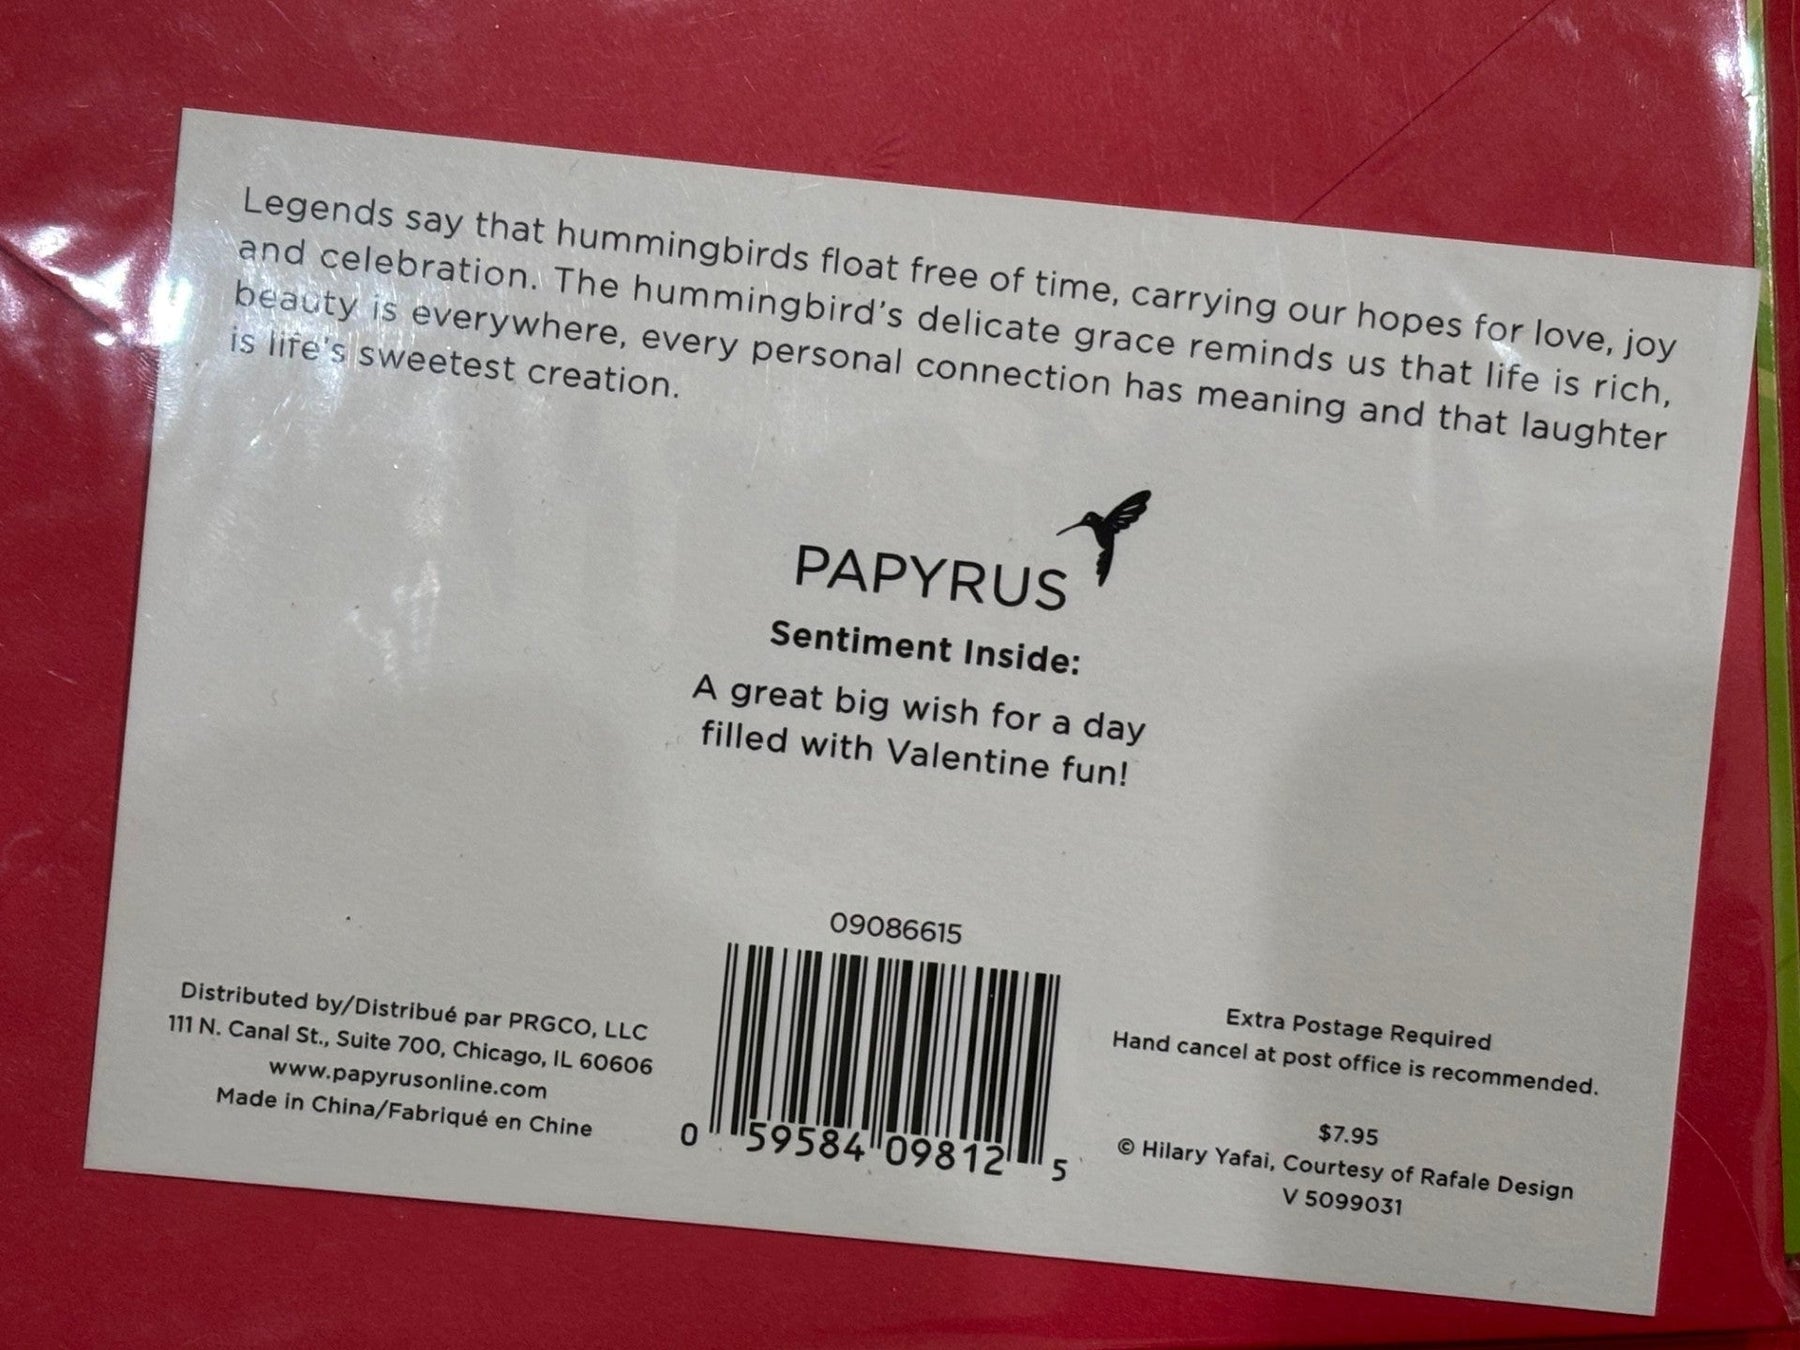 Legends say that hummingbirds float free of time, carrying our hopes for love, joy
and celebration. The hummingbird's delicate grace reminds us that life is rich,
beauty is everywhere, every personal connection has meaning and that laughter
is life's sweetest creation.
PAPYRUS
Sentiment Inside:
A great big wish for a day
filled with Valentine fun!
09086615
0 59584 09812 5
Distributed by/Distribué par PRGCO, LLC
111 N. Canal St., Suite 700, Chicago, IL 60606
www.papyrusonline.com
Made in China/Fabriqué en Chine
Extra Postage Required
Hand cancel at post office is recommended.
$7.95
© Hilary Yafai, Courtesy of Rafale Design
V 5099031